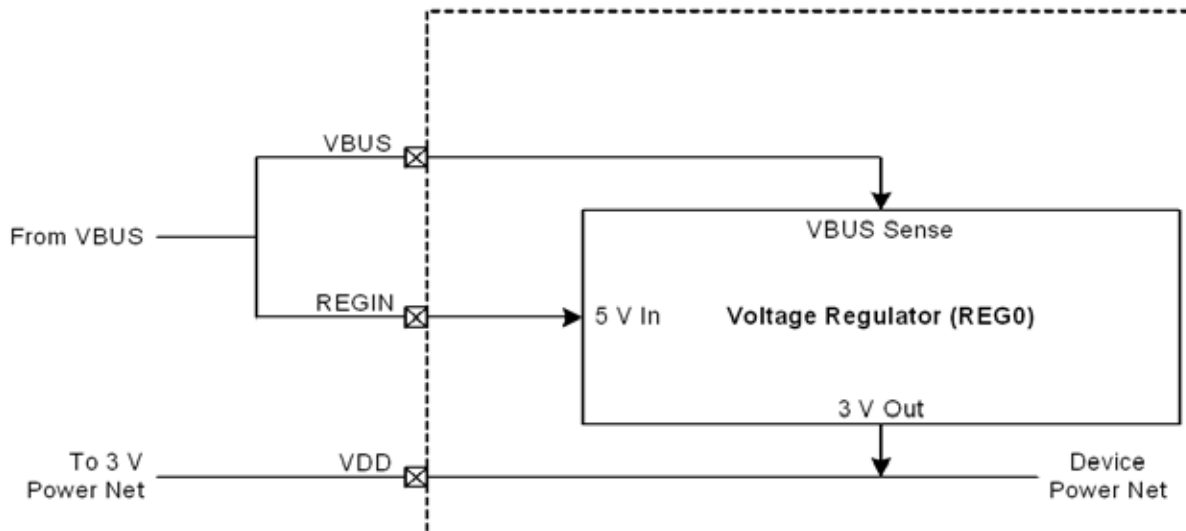 VBUS
From VBUS
VBUS Sense
REGIN
5 V In
Voltage Regulator (REG0)
3 V Out
To 3 V
Power Net
VDD
Device
Power Net